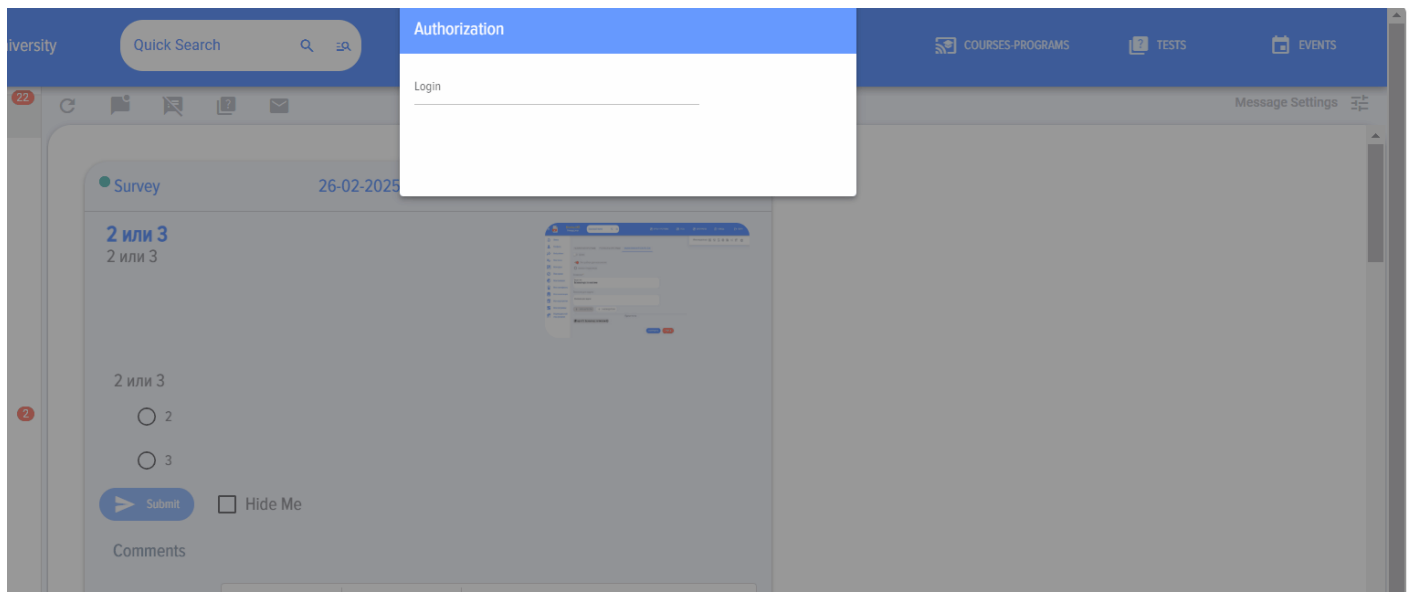 iversity
Quick Search
Authorization
COURSES-PROGRAMS
TESTS
EVENTS
Login
22
Message Settings
Survey
26-02-2025
2 или 3
2 или 3
2 или 3
2
2
3
Submit
Hide Me
Comments